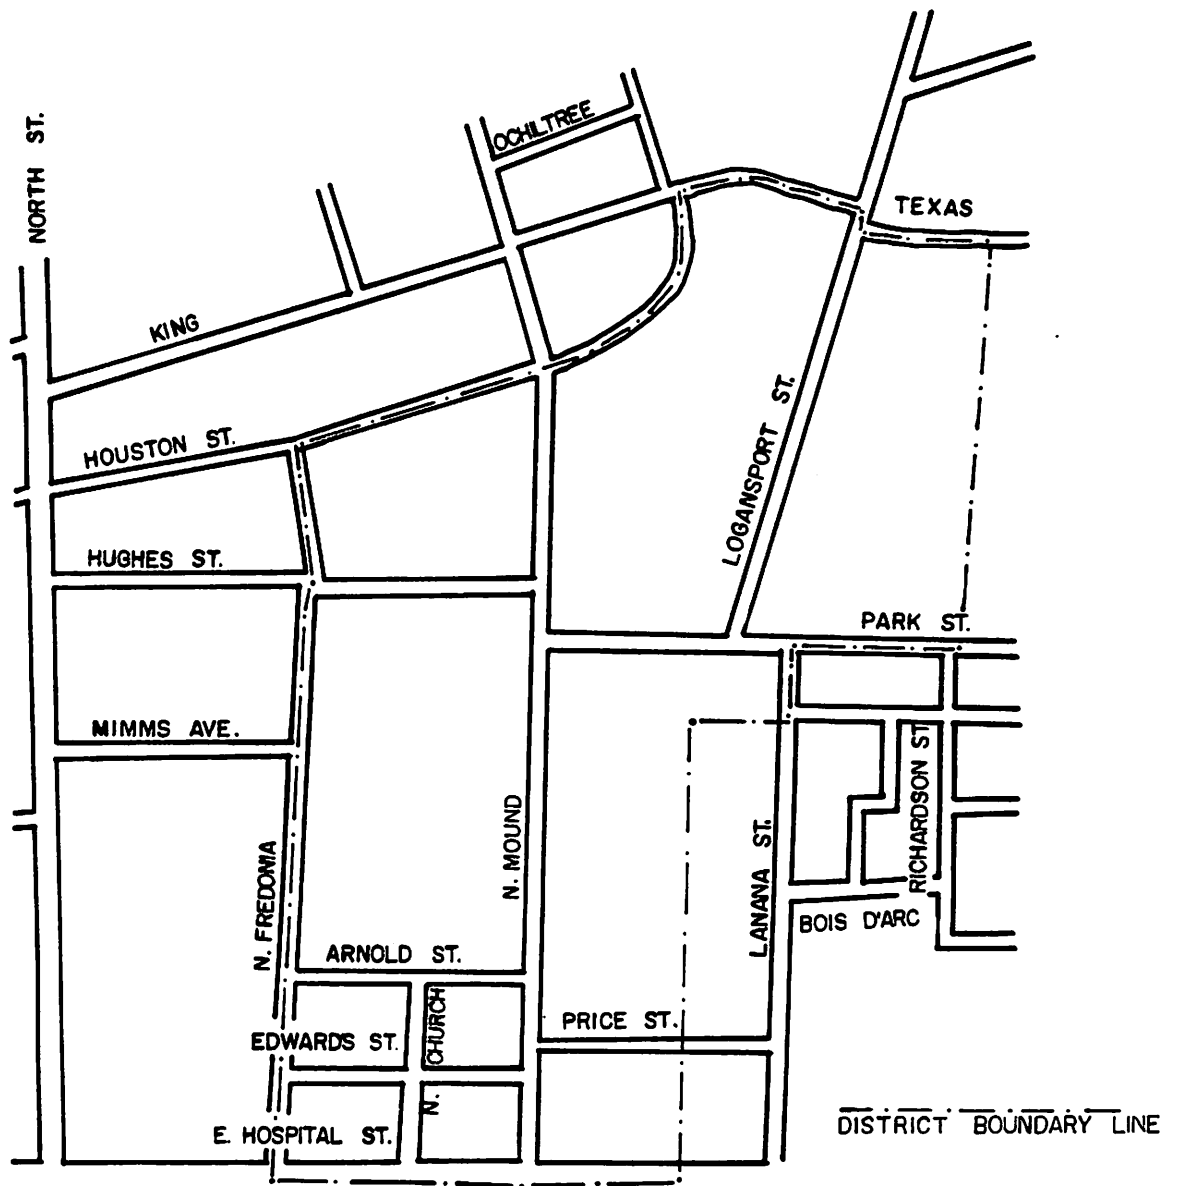 OCHILTREE
NORTH ST.
TEXAS
KING
HOUSTON ST.
LOGANSPORT ST.
HUGHES ST.
PARK ST.
MIMMS AVE.
RICHARDSON ST.
N. FREDONIA
N. MOUND
LANANA ST.
BOIS D'ARC
ARNOLD ST.
N. CHURCH
PRICE ST.
EDWARDS ST.
E. HOSPITAL ST.
DISTRICT BOUNDARY LINE